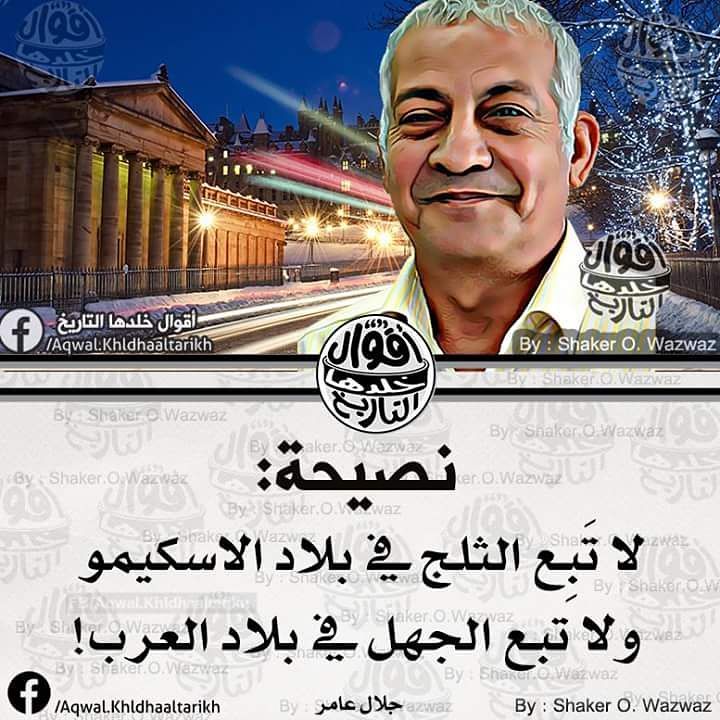 أقوال خلدها التاريخ
/Aqwal.Khldhaaltarikh
By : Shaker O. Wazwaz
أقوال خلدها التاريخ
نصيحة:
لا تَبِع الثلج في بلاد الاسكيمو
ولا تبع الجهل في بلاد العرب!
/Aqwal.Khldhaaltarikh
جلال عامر
By : Shaker O. Wazwaz